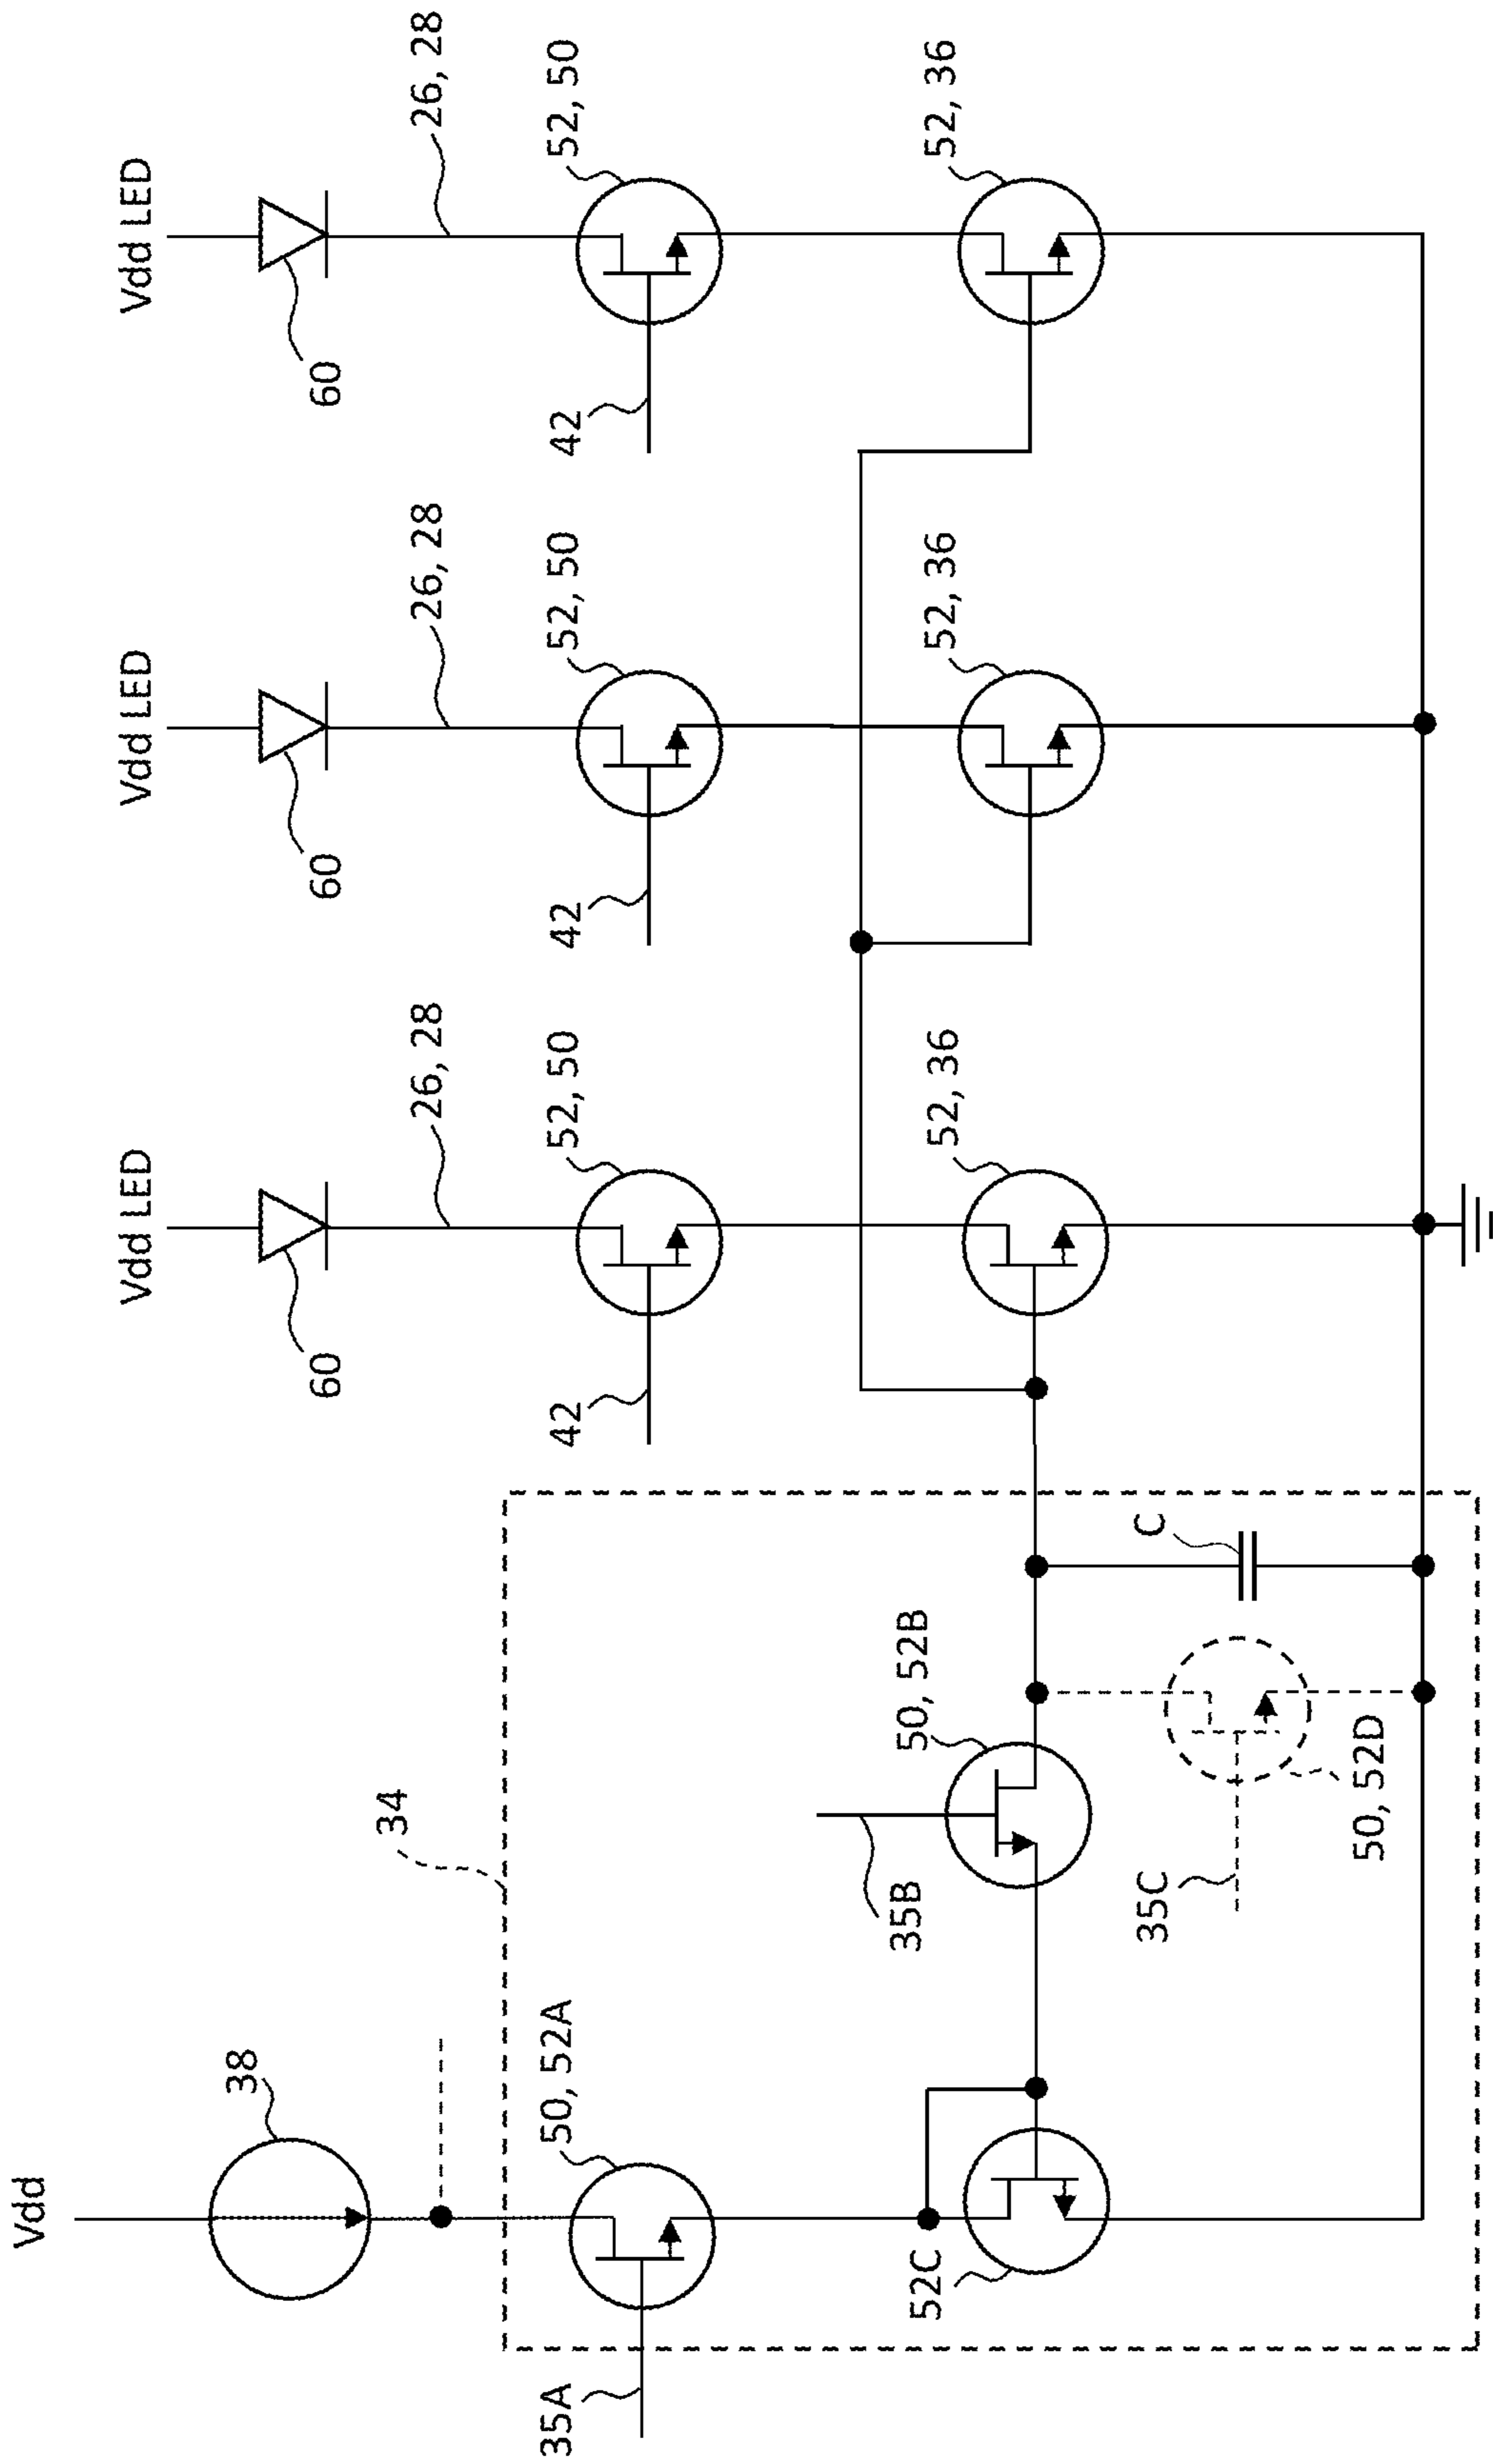 Vdd
Vdd LED
Vdd LED
Vdd LED
38
60
60
60
26, 28
26, 28
26, 28
34
50, 52A
52, 50
52, 50
52, 50
35A
42
42
42
35B
50, 52B
52C
52, 36
52, 36
52, 36
35C
C
50, 52D